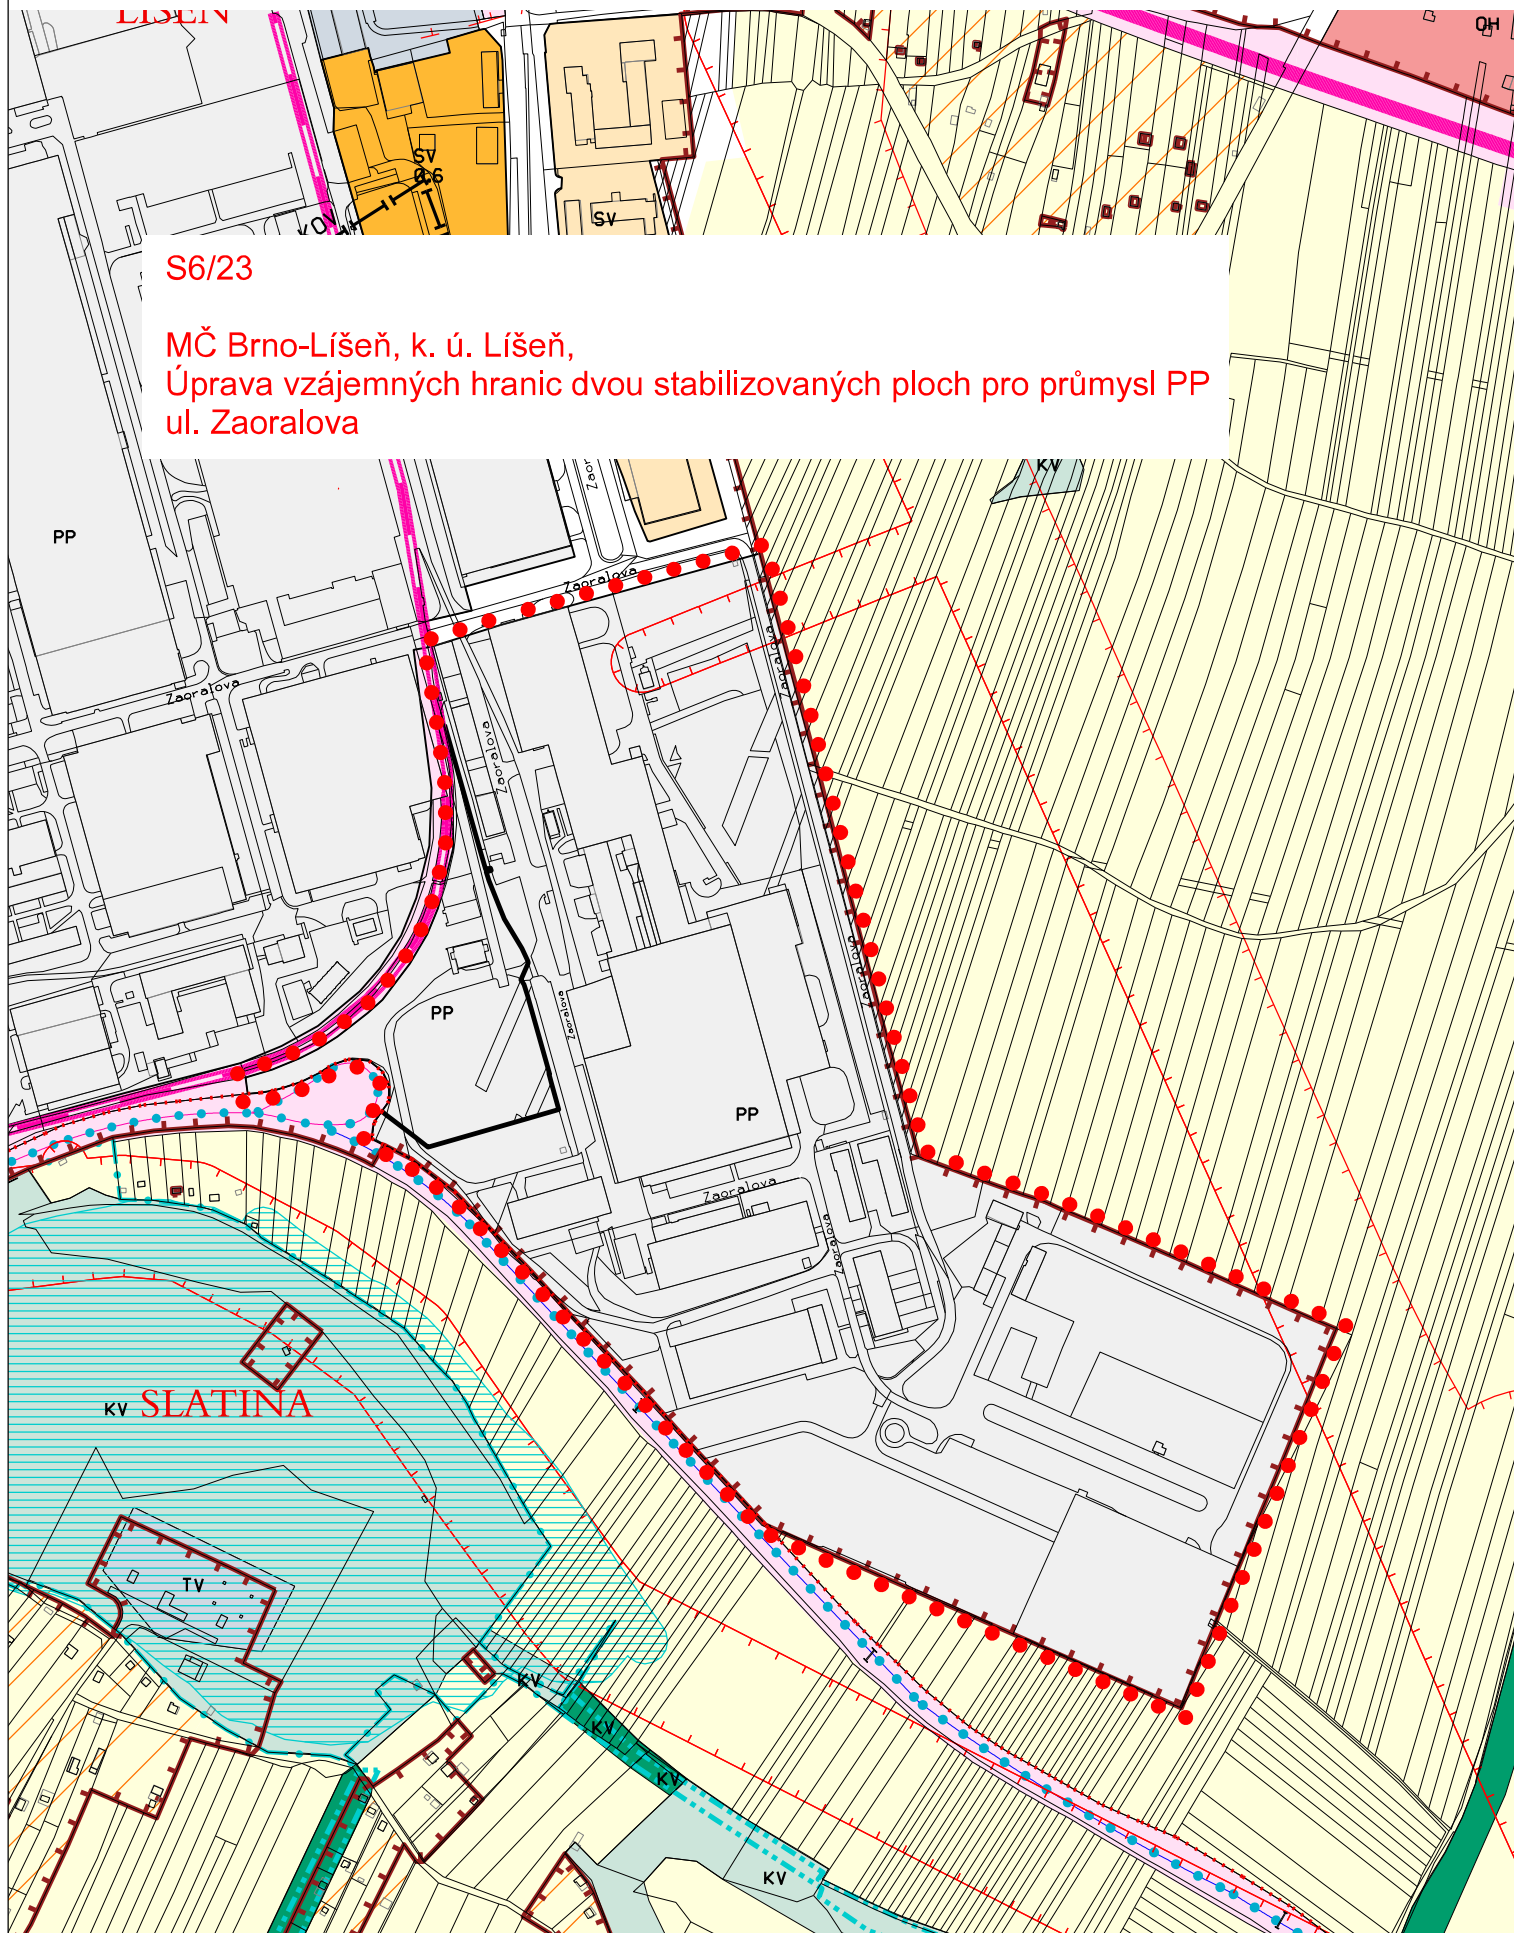 LÍŠEŇ
OH
SV
0.6
KOV
SV
S6/23
MČ Brno-Líšeň, k. ú. Líšeň,
Úprava vzájemných hranic dvou stabilizovaných ploch pro průmysl PP
ul. Zaoralova
KV
Zaor
PP
Zaoralova
Zaoralova
Zaoralova
Zaoralova
Zaoralova
Zaoralova
PP
PP
Zaoralova
Zaoralova
KV
SLATINA
TV
KV
KV
KV
KV
I
I
I